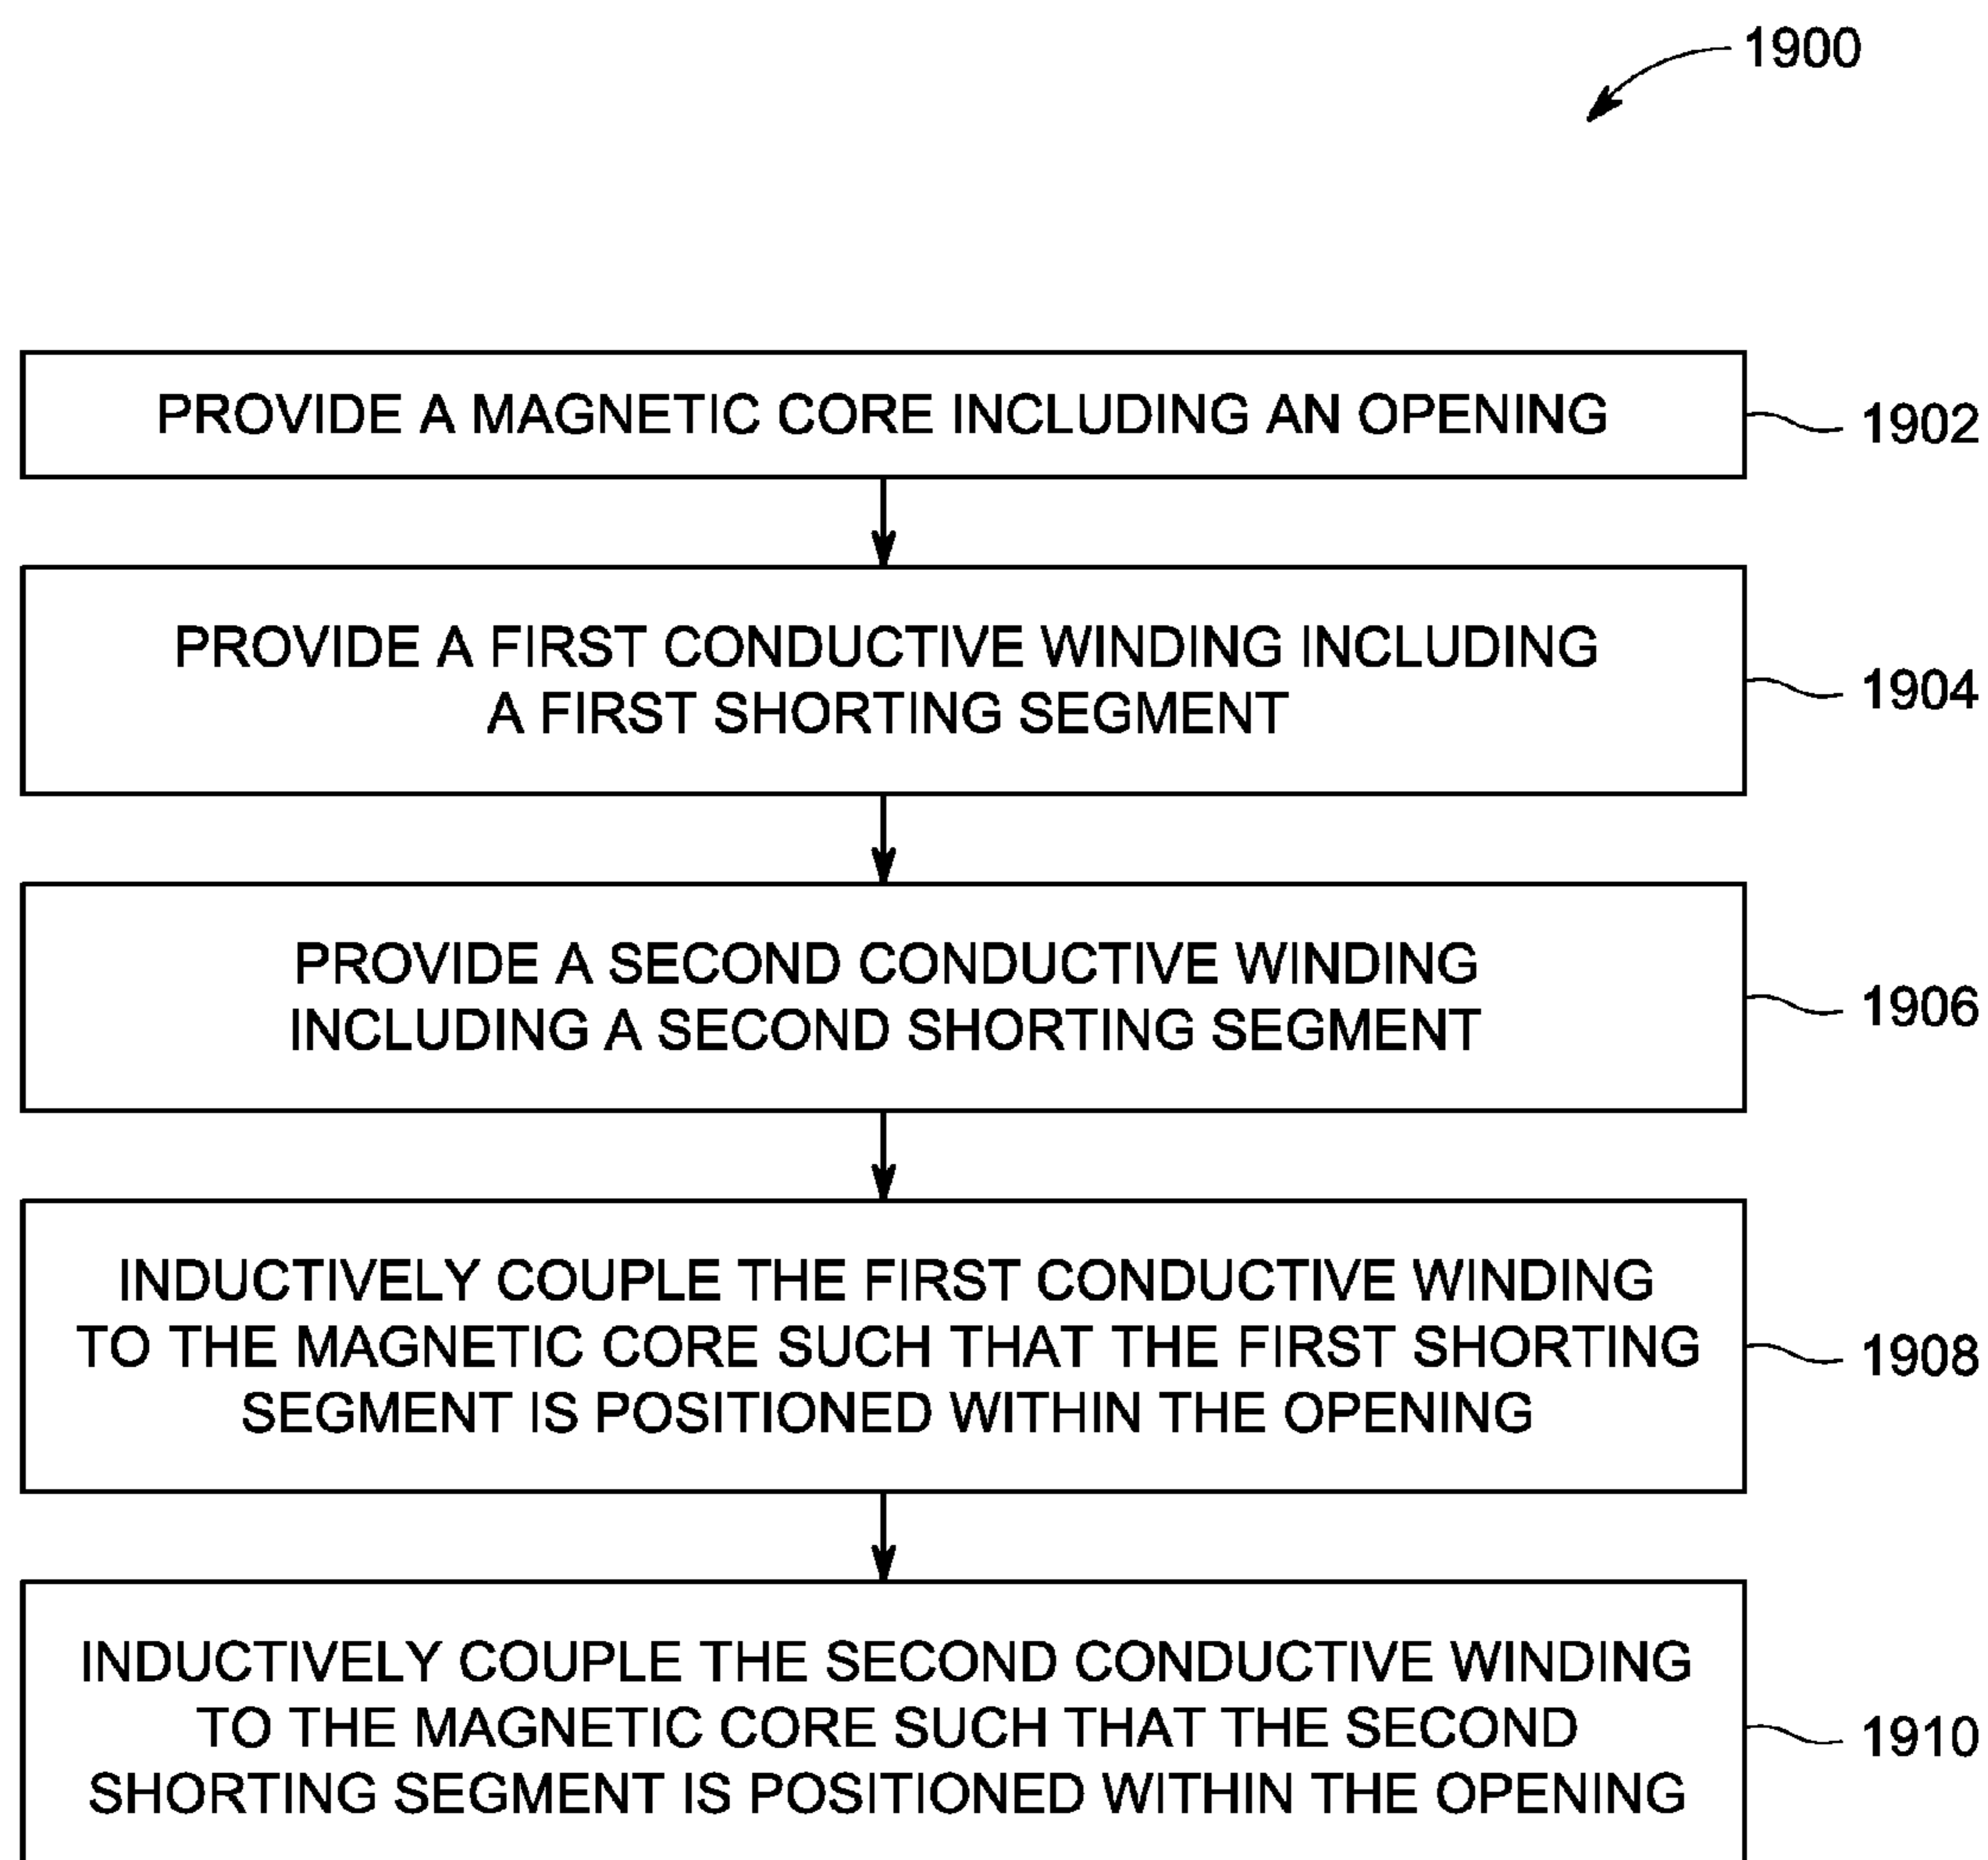 1900
PROVIDE A MAGNETIC CORE INCLUDING AN OPENING
1902
PROVIDE A FIRST CONDUCTIVE WINDING INCLUDING
A FIRST SHORTING SEGMENT
1904
PROVIDE A SECOND CONDUCTIVE WINDING
INCLUDING A SECOND SHORTING SEGMENT
1906
INDUCTIVELY COUPLE THE FIRST CONDUCTIVE WINDING
TO THE MAGNETIC CORE SUCH THAT THE FIRST SHORTING
SEGMENT IS POSITIONED WITHIN THE OPENING
1908
INDUCTIVELY COUPLE THE SECOND CONDUCTIVE WINDING
TO THE MAGNETIC CORE SUCH THAT THE SECOND
SHORTING SEGMENT IS POSITIONED WITHIN THE OPENING
1910